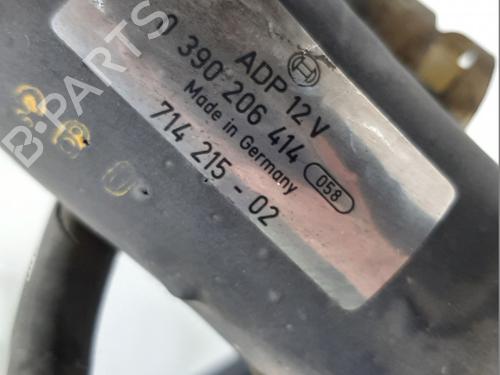 ADP 12 V
0 390 206 414
Made in Germany
058
714 215 - 02
B-PARTS